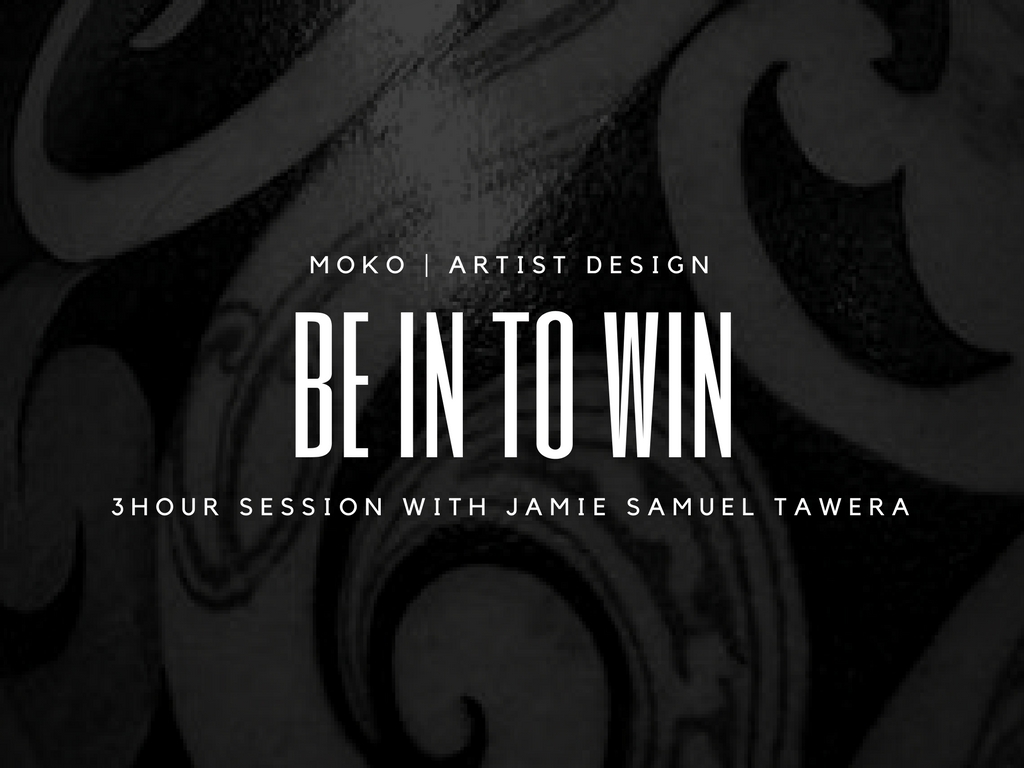 MOKO | ARTIST DESIGN
BE IN TO WIN
3HOUR SESSION WITH JAMIE SAMUEL TAWERA